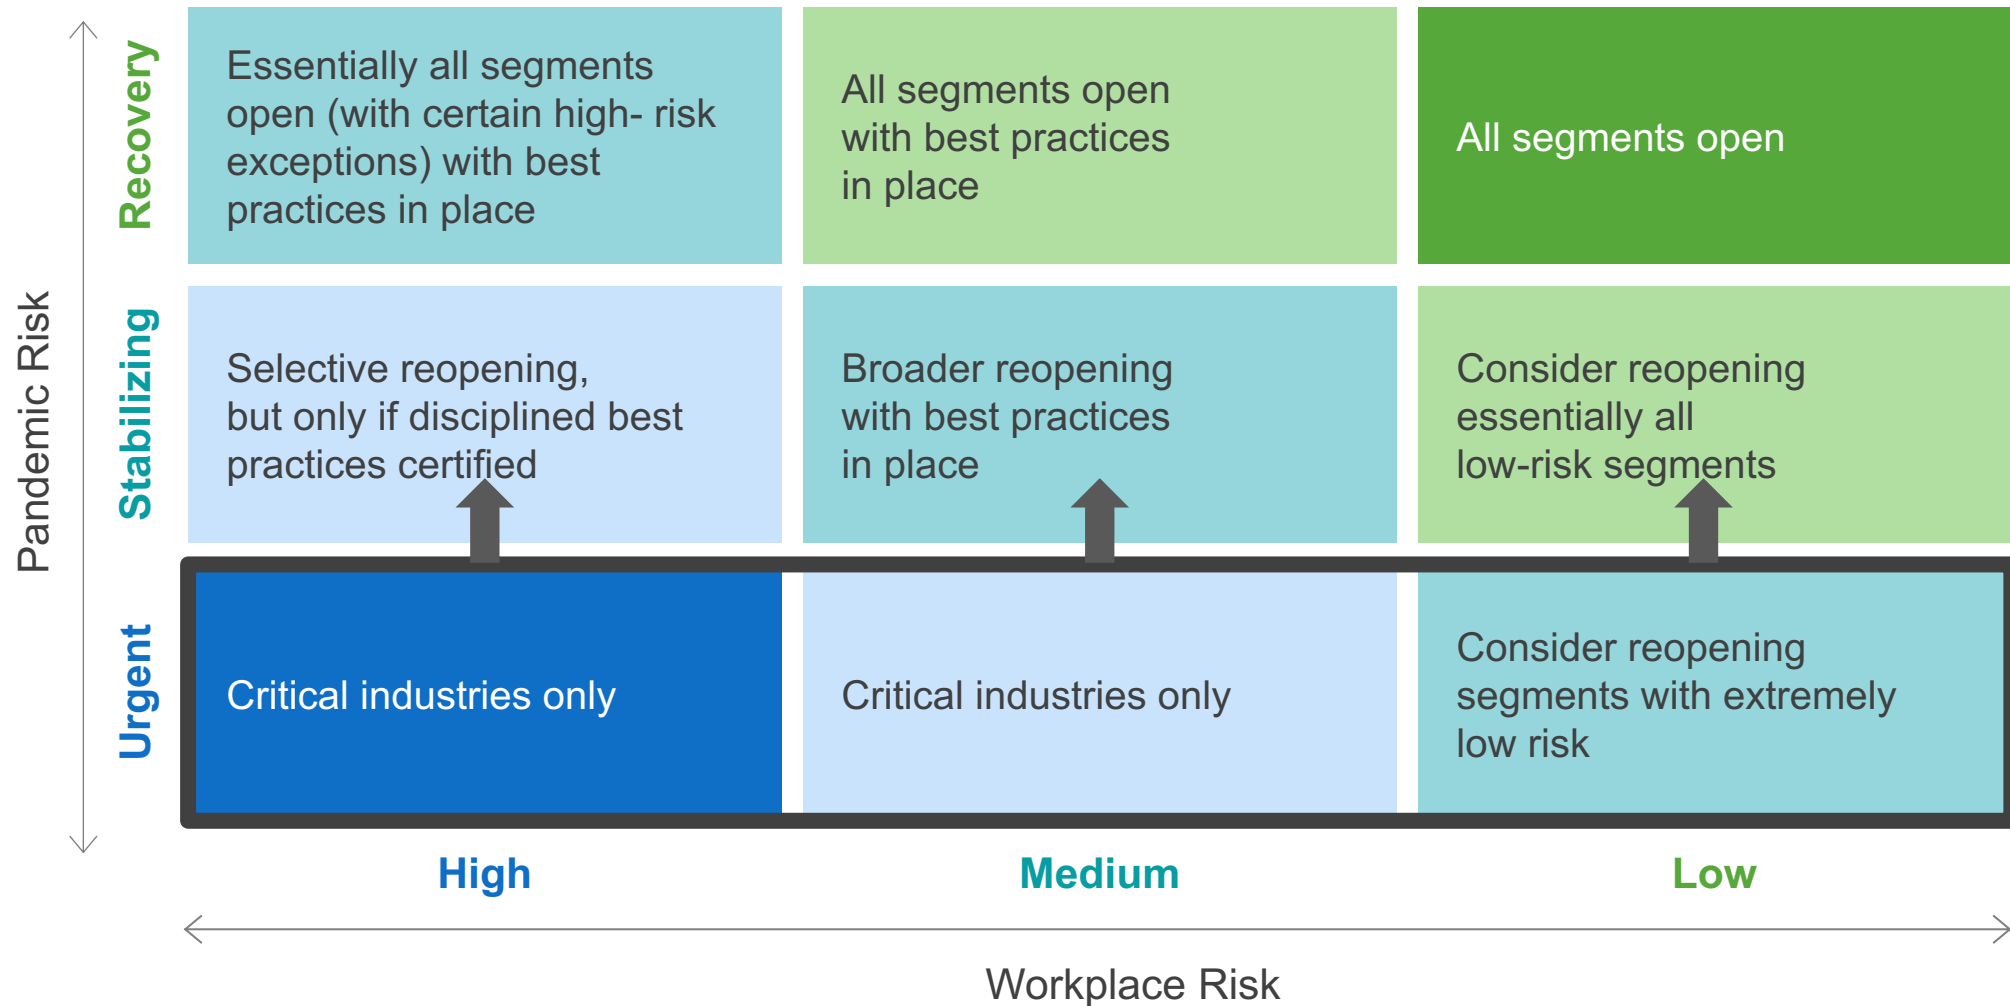 Pandemic Risk
Recovery
Essentially all segments
open (with certain high- risk
exceptions) with best
practices in place
All segments open
with best practices
in place
All segments open
Stabilizing
Selective reopening,
but only if disciplined best
practices certified
Broader reopening
with best practices
in place
Consider reopening
essentially all
low-risk segments
Urgent
Critical industries only
Critical industries only
Consider reopening
segments with extremely
low risk
High
Medium
Low
Workplace Risk